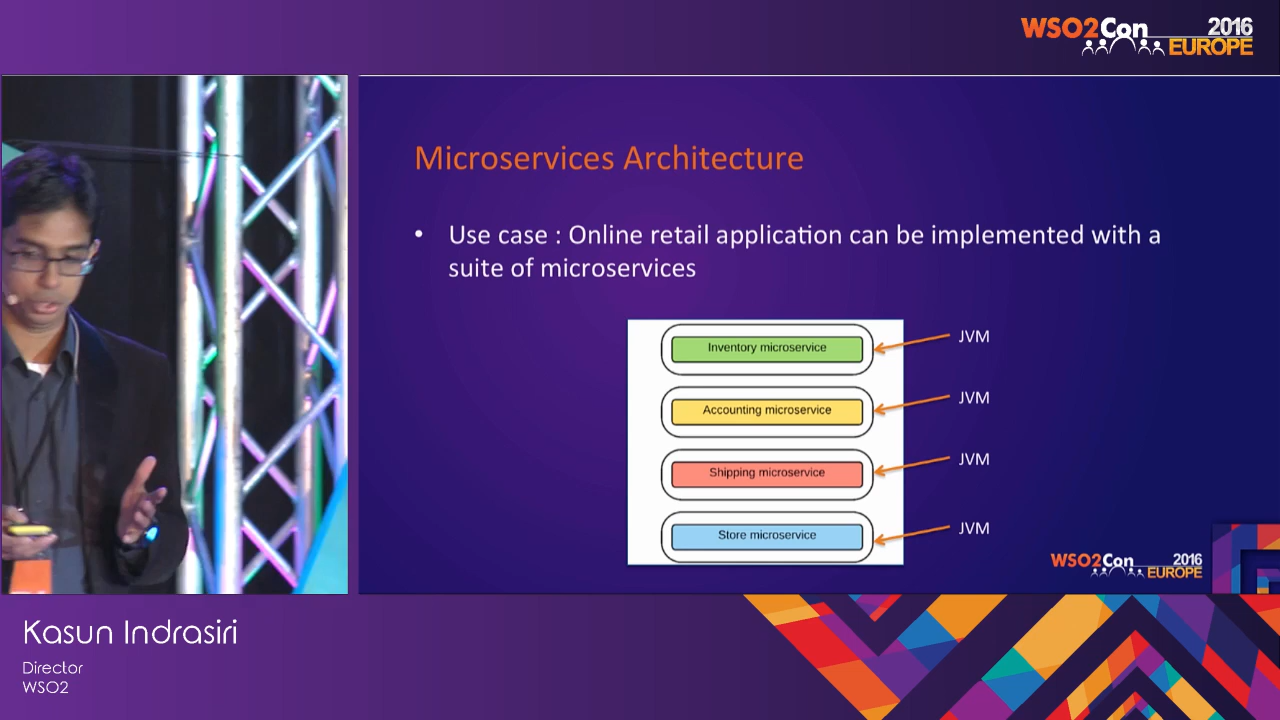 WSO2Con 2016
EUROPE
Microservices Architecture
• Use case : Online retail application can be implemented with a
suite of microservices
Inventory microservice
JVM
Accounting microservice
JVM
Shipping microservice
JVM
Store microservice
JVM
WSO2Con 2016
EUROPE
Kasun Indrasiri
Director
WSO2